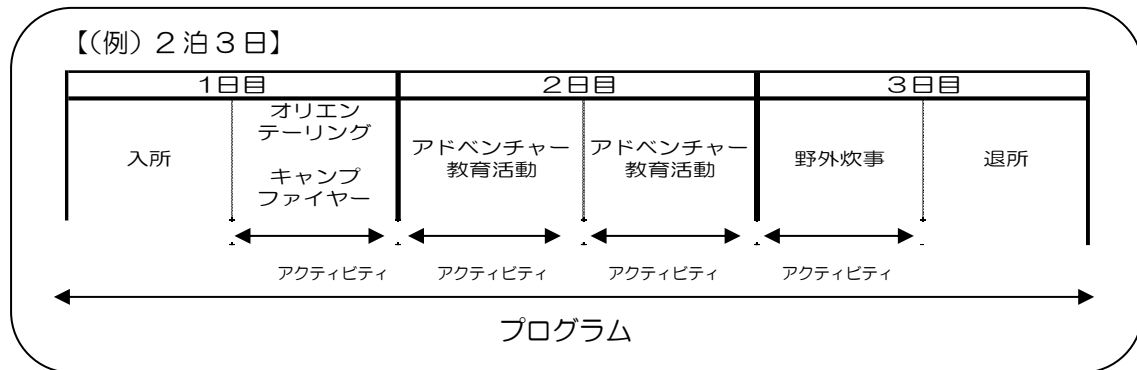 【(例)２泊３日】
１日目 ２日目 ３日目
入所
オリエン
テーリング
キャンプ
ファイヤー
アドベンチャー
教育活動
アドベンチャー
教育活動
野外炊事
退所
アクティビティ アクティビティ アクティビティ アクティビティ
プログラム